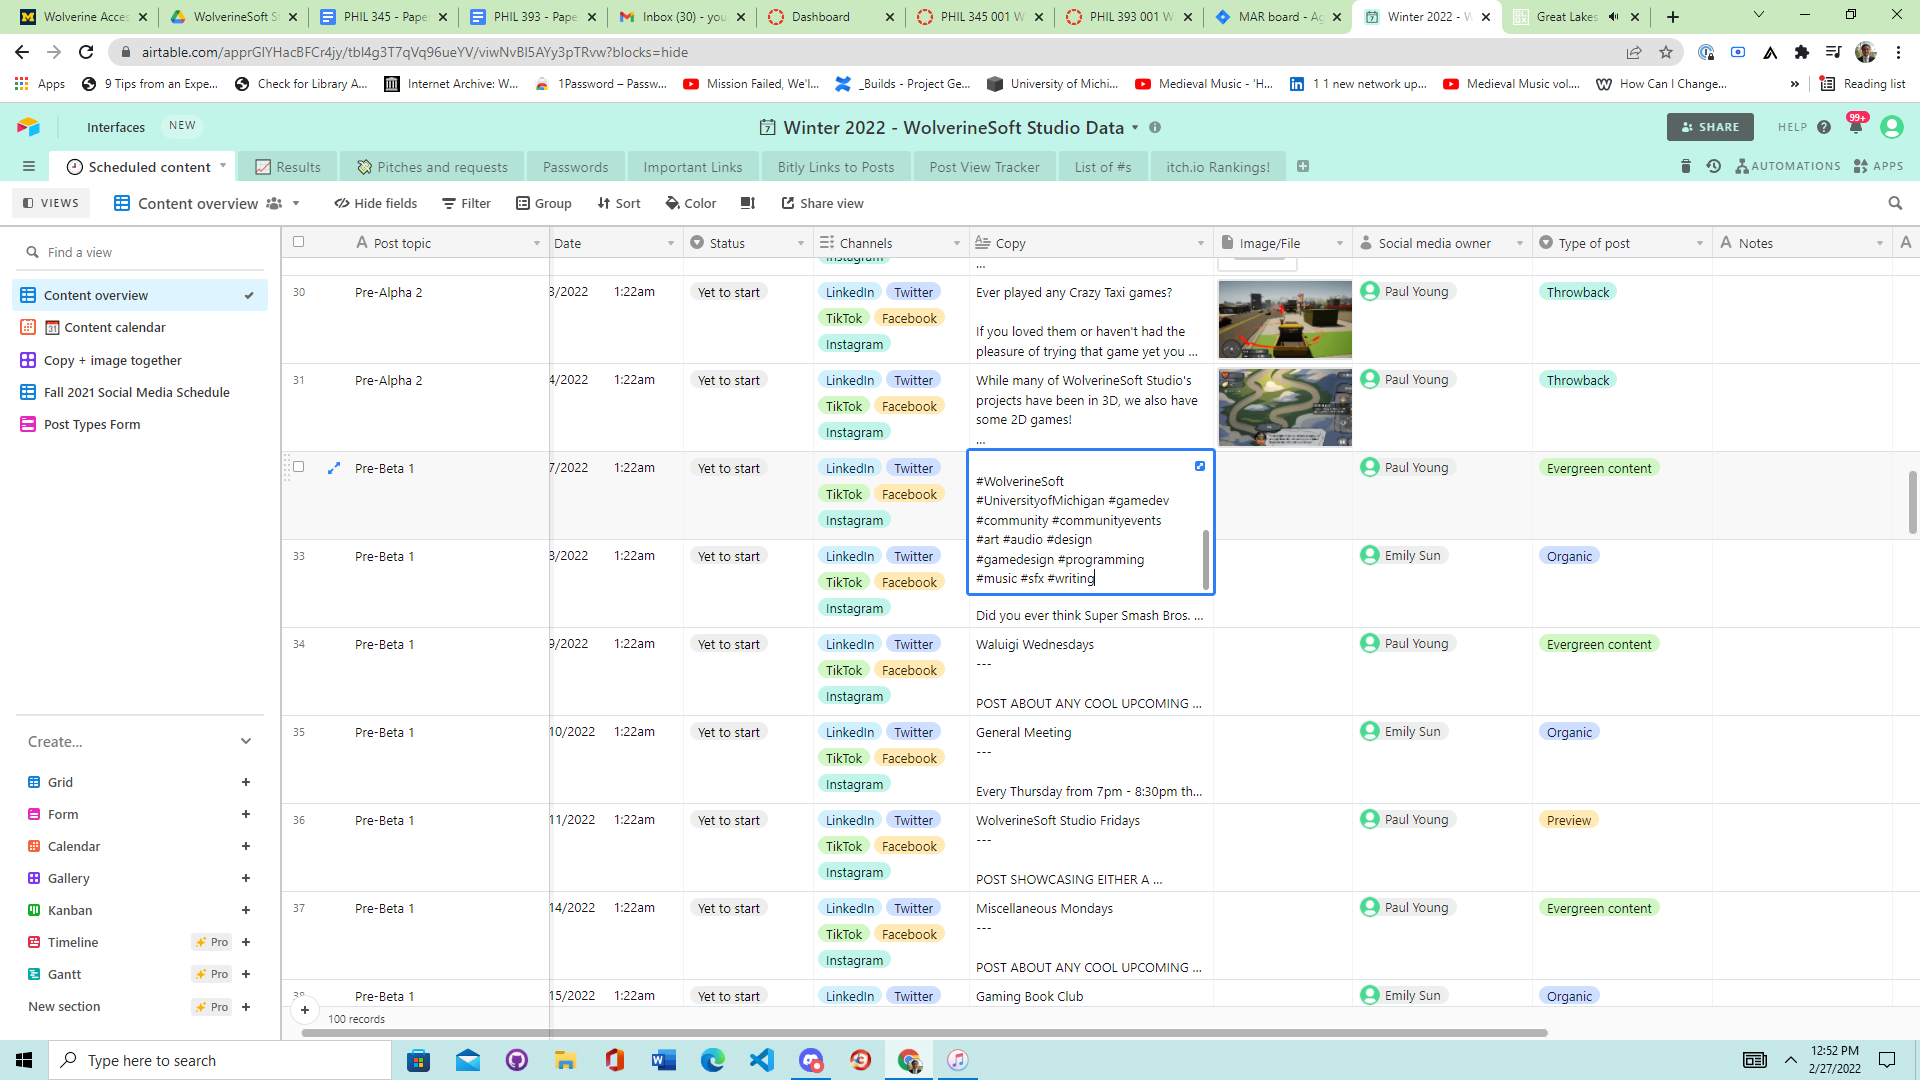 Wolverine Acces
WolverineSoft S
PHIL 345 - Pape
PHIL 393 - Pape
Inbox (30) - you
Dashboard
PHIL 345 001 W
PHIL 393 001 W
MAR board - Ag
Winter 2022 - W
Great Lakes
airtable.com/apprGlYHacBFCr4jy/tbl4g3T7qVq96ueYV/viwNvBI5AYy3pTRvw?blocks=hide
Apps
9 Tips from an Expe...
Check for Library A...
Internet Archive: W...
1Password – Passw...
Mission Failed, We'l...
_Builds - Project Ge...
University of Michi...
Medieval Music - 'H...
1 1 new network up...
Medieval Music vol....
How Can I Change...
»
Reading list
Interfaces NEW
Winter 2022 - WolverineSoft Studio Data
SHARE
HELP
99+
Scheduled content
Results
Pitches and requests
Passwords
Important Links
Bitly Links to Posts
Post View Tracker
List of #s
itch.io Rankings!
AUTOMATIONS
APPS
VIEWS
Content overview
Hide fields
Filter
Group
Sort
Color
Share view
Find a view
Content overview
Content calendar
Copy + image together
Fall 2021 Social Media Schedule
Post Types Form
Create...
Grid
Form
Calendar
Gallery
Kanban
Timeline Pro
Gantt Pro
New section Pro
Post topic Date Status Channels Copy Image/File Social media owner Type of post Notes
Instagram ...
30 Pre-Alpha 2 3/2022 1:22am Yet to start LinkedIn Twitter Ever played any Crazy Taxi games? Paul Young Throwback
TikTok Facebook If you loved them or haven't had the
Instagram pleasure of trying that game yet you ...
31 Pre-Alpha 2 4/2022 1:22am Yet to start LinkedIn Twitter While many of WolverineSoft Studio's Paul Young Throwback
TikTok Facebook projects have been in 3D, we also have
Instagram some 2D games!
...
Pre-Beta 1 7/2022 1:22am Yet to start LinkedIn Twitter Paul Young Evergreen content
TikTok Facebook
Instagram
#WolverineSoft
#UniversityofMichigan #gamedev
#community #communityevents
#art #audio #design
#gamedesign #programming
#music #sfx #writing
33 Pre-Beta 1 8/2022 1:22am Yet to start LinkedIn Twitter Emily Sun Organic
TikTok Facebook
Instagram Did you ever think Super Smash Bros. ...
34 Pre-Beta 1 9/2022 1:22am Yet to start LinkedIn Twitter Waluigi Wednesdays Paul Young Evergreen content
TikTok Facebook ---
Instagram POST ABOUT ANY COOL UPCOMING ...
35 Pre-Beta 1 10/2022 1:22am Yet to start LinkedIn Twitter General Meeting Emily Sun Organic
TikTok Facebook ---
Instagram Every Thursday from 7pm - 8:30pm th...
36 Pre-Beta 1 11/2022 1:22am Yet to start LinkedIn Twitter WolverineSoft Studio Fridays Paul Young Preview
TikTok Facebook ---
Instagram POST SHOWCASING EITHER A ...
37 Pre-Beta 1 14/2022 1:22am Yet to start LinkedIn Twitter Miscellaneous Mondays Paul Young Evergreen content
TikTok Facebook ---
Instagram POST ABOUT ANY COOL UPCOMING ...
38 Pre-Beta 1 15/2022 1:22am Yet to start LinkedIn Twitter Gaming Book Club Emily Sun Organic
100 records
Type here to search
12:52 PM
2/27/2022